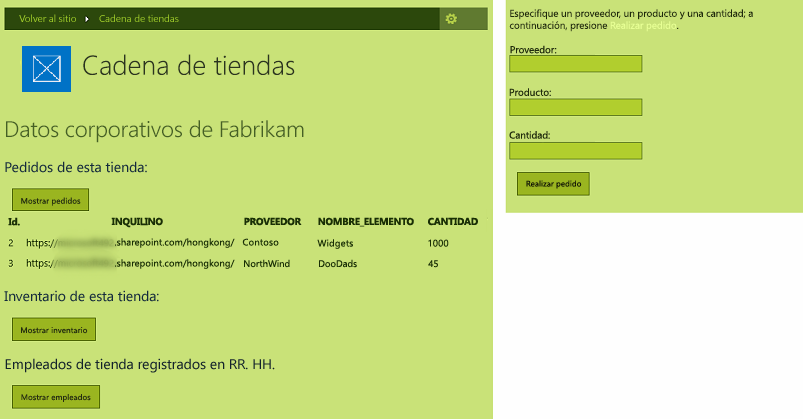 Volver al sitio Cadena de tiendas
Cadena de tiendas
Datos corporativos de Fabrikam
Pedidos de esta tienda:
Mostrar pedidos
Id. INQUILINO PROVEEDOR NOMBRE_ELEMENTO CANTIDAD
2 https:// .sharepoint.com/hongkong/ Contoso Widgets 1000
3 https:// .sharepoint.com/hongkong/ NorthWind DooDads 45
Inventario de esta tienda:
Mostrar inventario
Empleados de tienda registrados en RR. HH.
Mostrar empleados
Especifique un proveedor, un producto y una cantidad; a
continuación, presione Realizar pedido.
Proveedor:
Producto:
Cantidad:
Realizar pedido